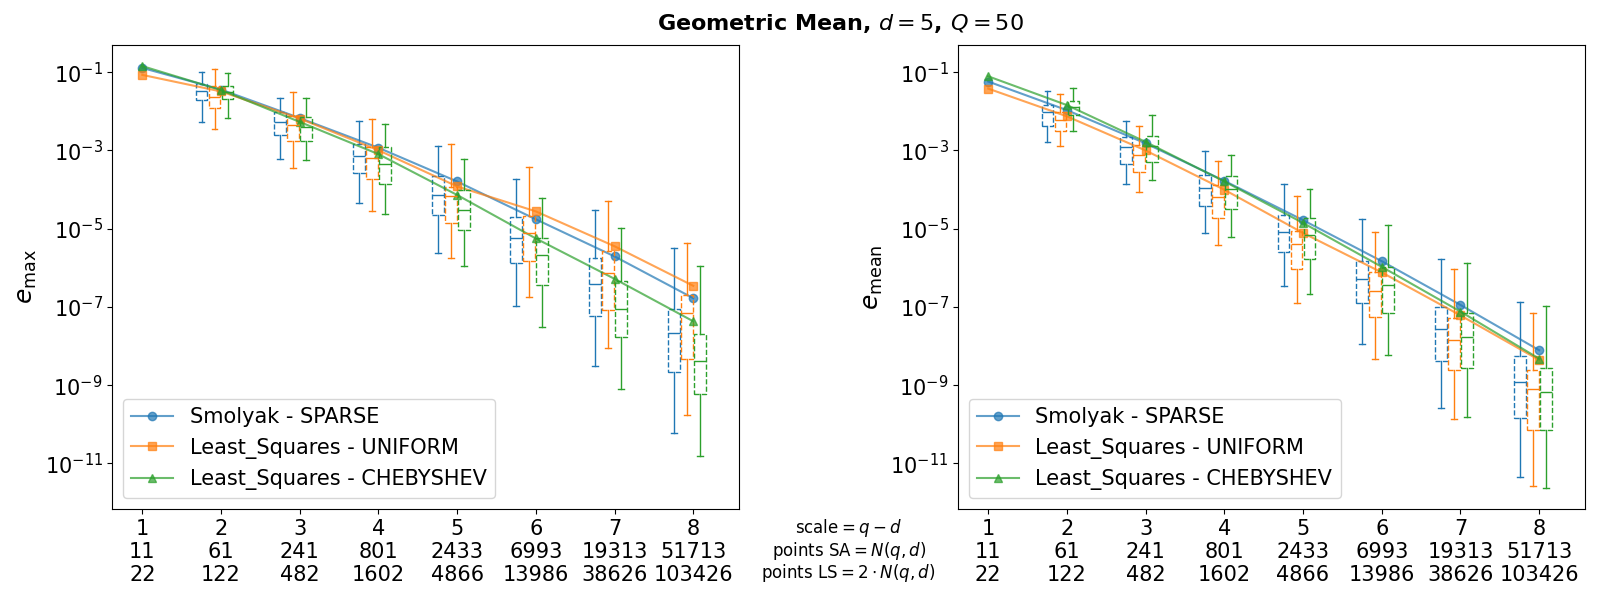 Geometric Mean, d = 5, Q = 50
e_max
10^{-1}
10^{-3}
10^{-5}
10^{-7}
10^{-9}
10^{-11}
Smolyak - SPARSE
Least_Squares - UNIFORM
Least_Squares - CHEBYSHEV
1 2 3 4 5 6 7 8
11 61 241 801 2433 6993 19313 51713
22 122 482 1602 4866 13986 38626 103426
scale = q − d
points SA = N(q, d)
points LS = 2 · N(q, d)
e_mean
10^{-1}
10^{-3}
10^{-5}
10^{-7}
10^{-9}
10^{-11}
Smolyak - SPARSE
Least_Squares - UNIFORM
Least_Squares - CHEBYSHEV
1 2 3 4 5 6 7 8
11 61 241 801 2433 6993 19313 51713
22 122 482 1602 4866 13986 38626 103426